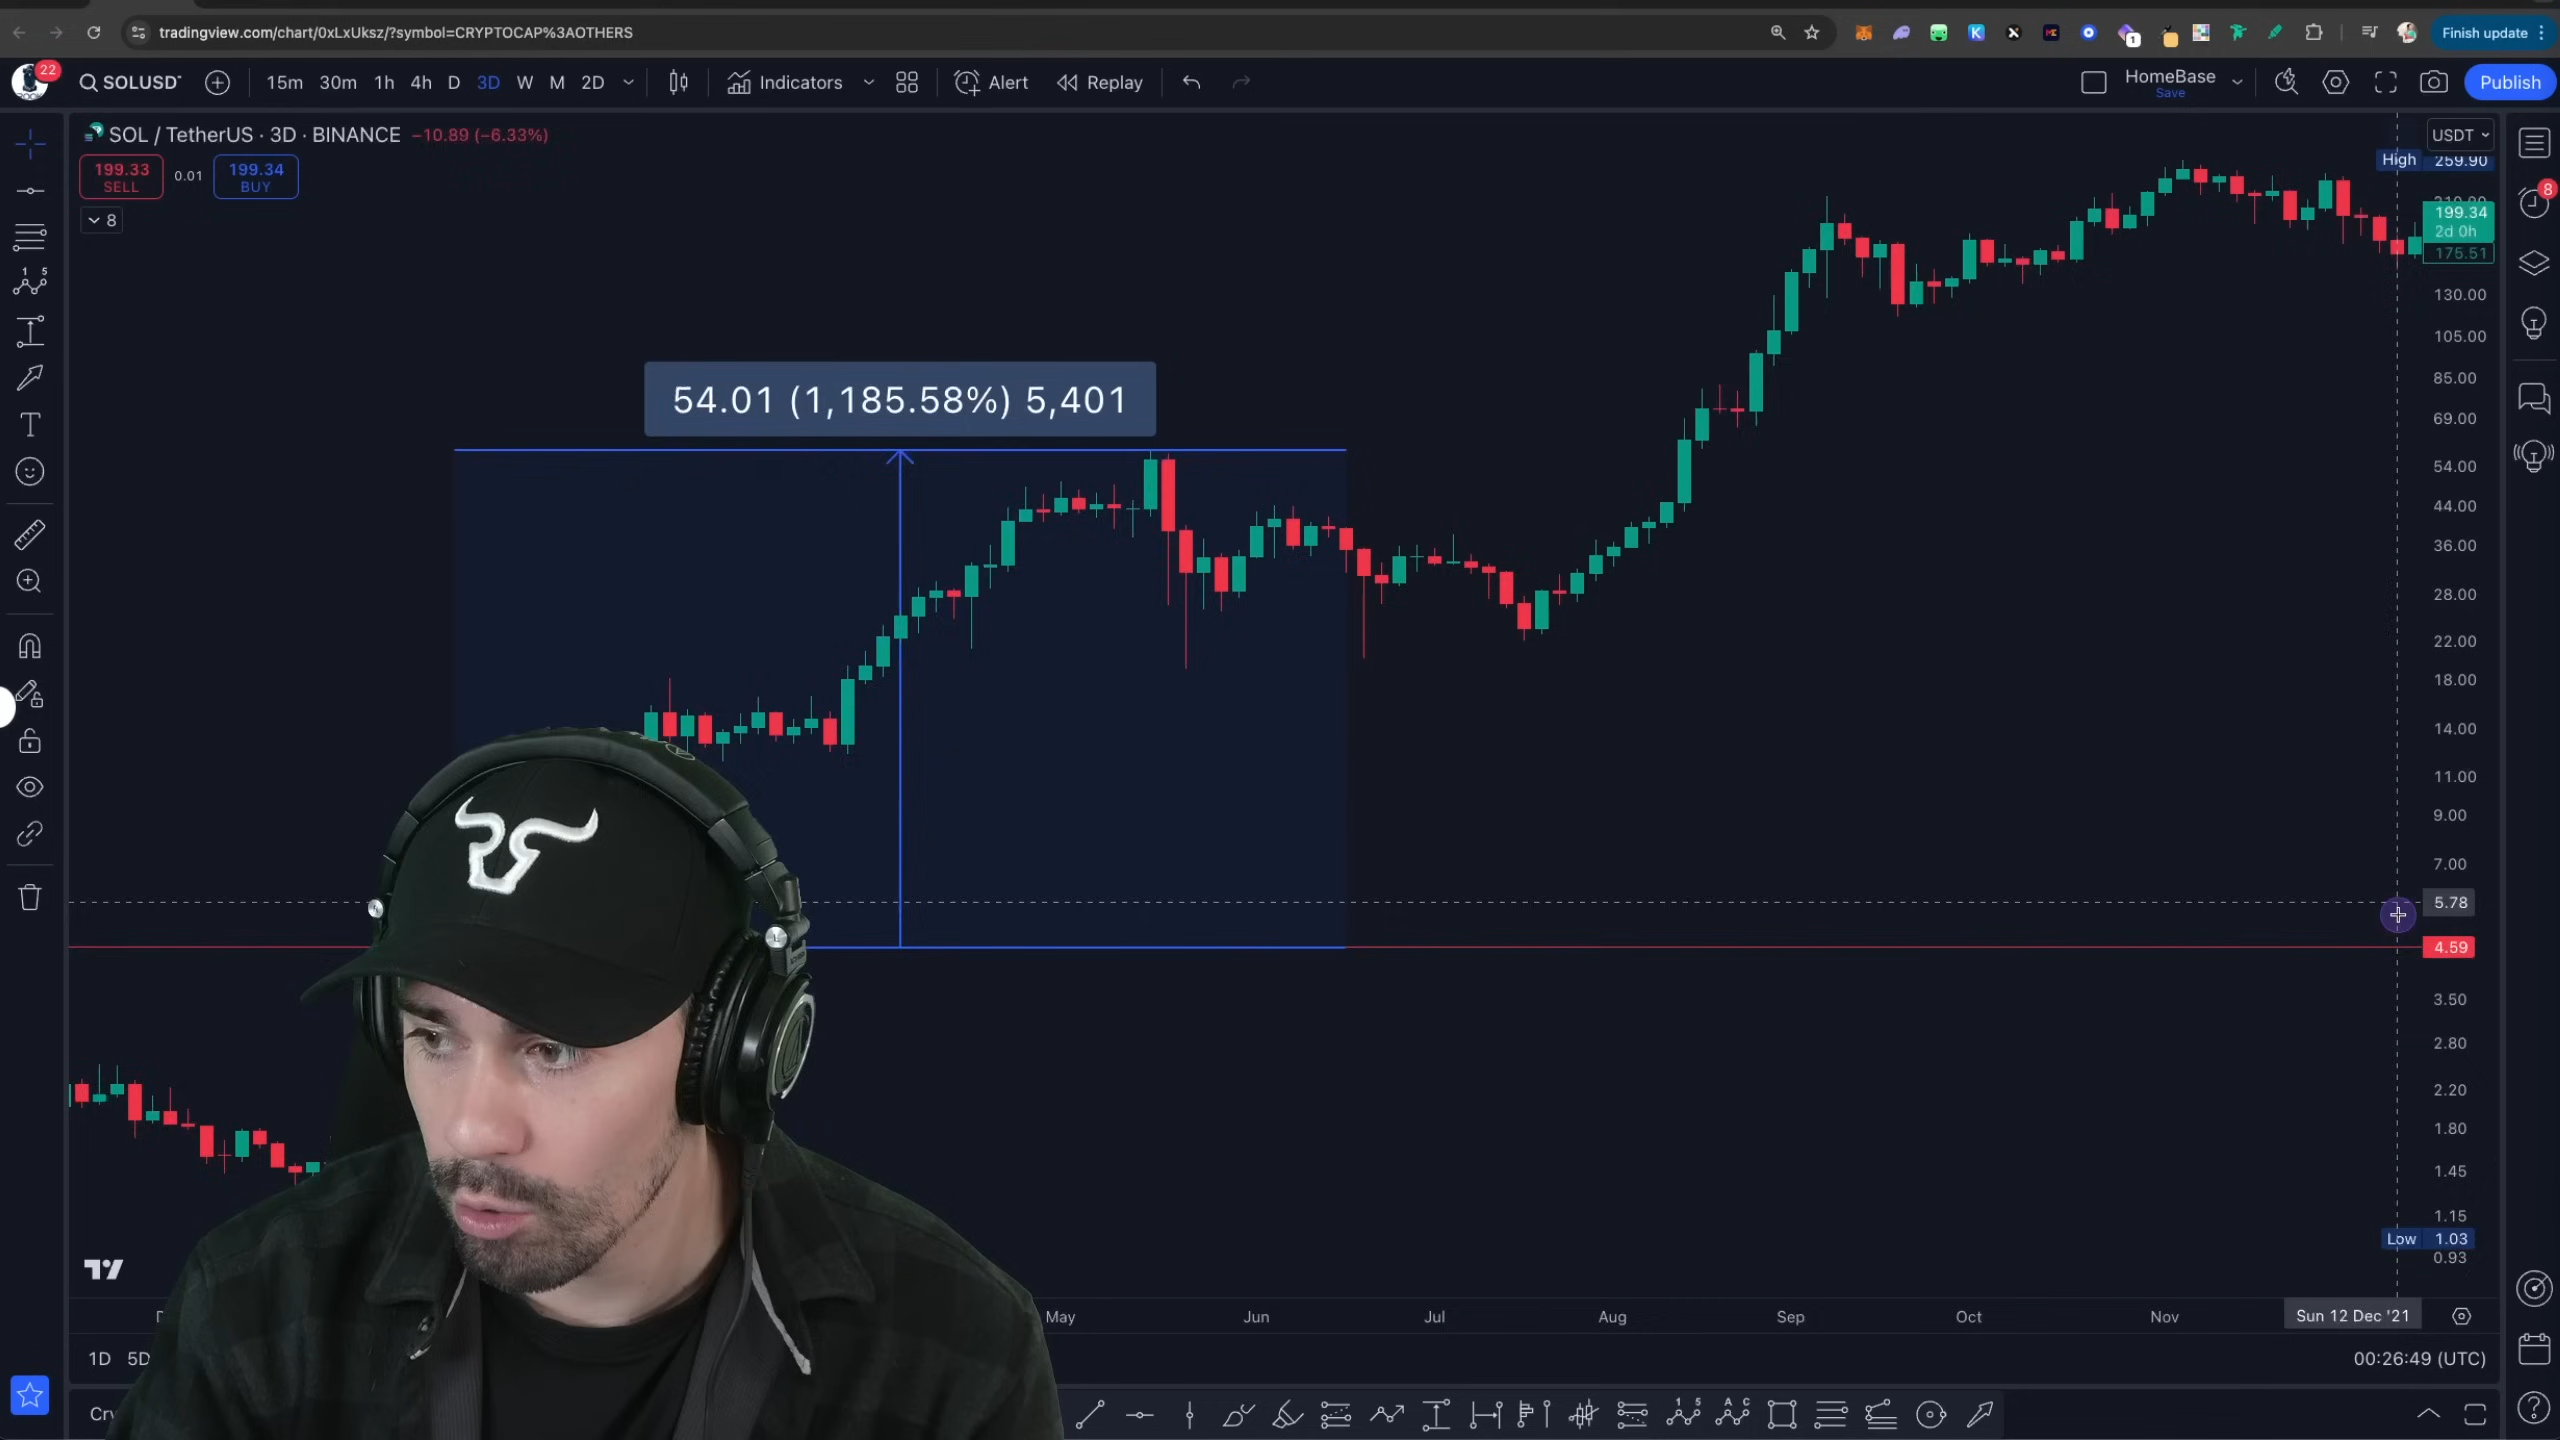 tradingview.com/chart/0xLxUksz/?symbol=CRYPTOCAP%3AOTHERS
1
Finish update
22
SOLUSD
15m 30m 1h 4h D 3D W M 2D
Indicators
Alert
Replay
HomeBase
Save
Publish
SOL / TetherUS · 3D · BINANCE −10.89 (−6.33%)
USDT
199.33
SELL
0.01
199.34
BUY
8
High 259.90
8
199.34
2d 0h
175.51
130.00
105.00
85.00
54.01 (1,185.58%) 5,401
69.00
54.00
44.00
36.00
28.00
22.00
18.00
14.00
11.00
9.00
7.00
5.78
4.59
3.50
2.80
2.20
1.80
1.45
1.15
Low 1.03
0.93
May Jun Jul Aug Sep Oct Nov Sun 12 Dec '21
1D 5D
00:26:49 (UTC)